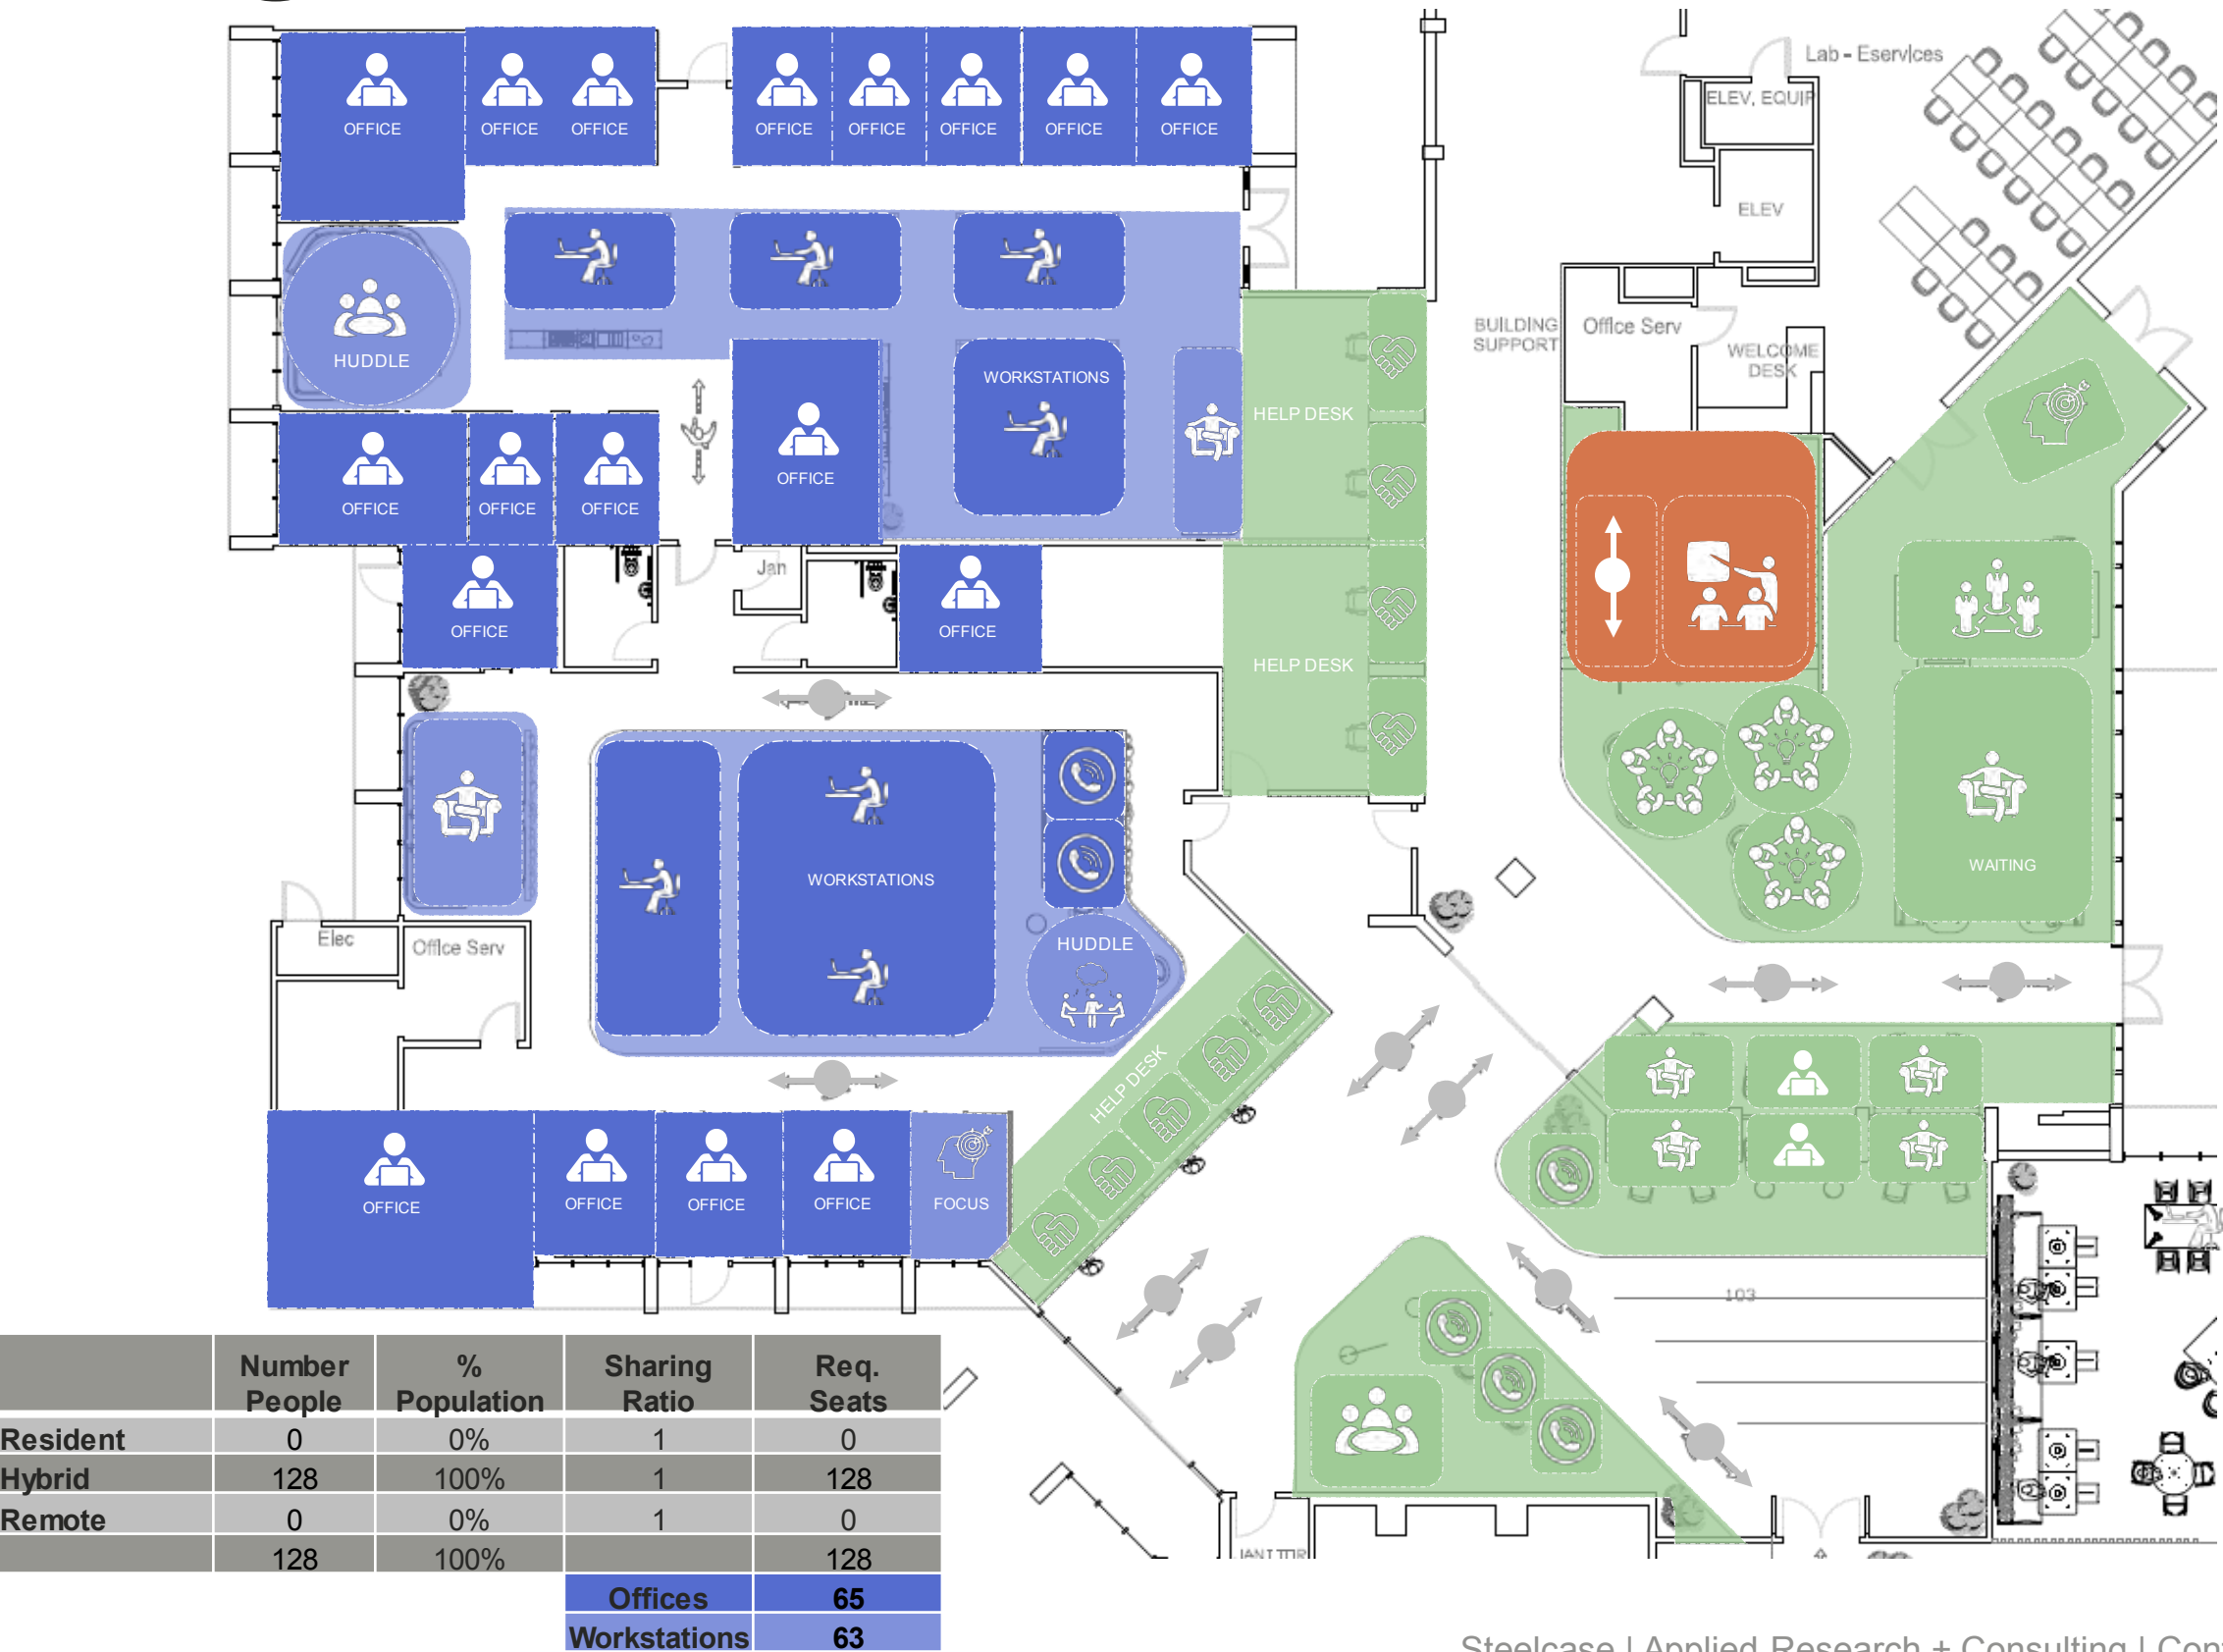 OFFICE OFFICE OFFICE OFFICE OFFICE OFFICE OFFICE OFFICE
Lab - Eservices
ELEV, EQUIP
ELEV
HUDDLE
WORKSTATIONS
HELP DESK
BUILDING
SUPPORT
Office Serv
WELCOME
DESK
OFFICE OFFICE OFFICE
OFFICE
Jan
OFFICE
OFFICE
HELP DESK
WORKSTATIONS
WAITING
HUDDLE
Elec
Office Serv
HELP DESK
OFFICE OFFICE OFFICE OFFICE FOCUS
103
JANITOR
Number People % Population Sharing Ratio Req. Seats
Resident 0 0% 1 0
Hybrid 128 100% 1 128
Remote 0 0% 1 0
128 100% 128
Offices 65
Workstations 63
Steelcase | Applied Research + Consulting |